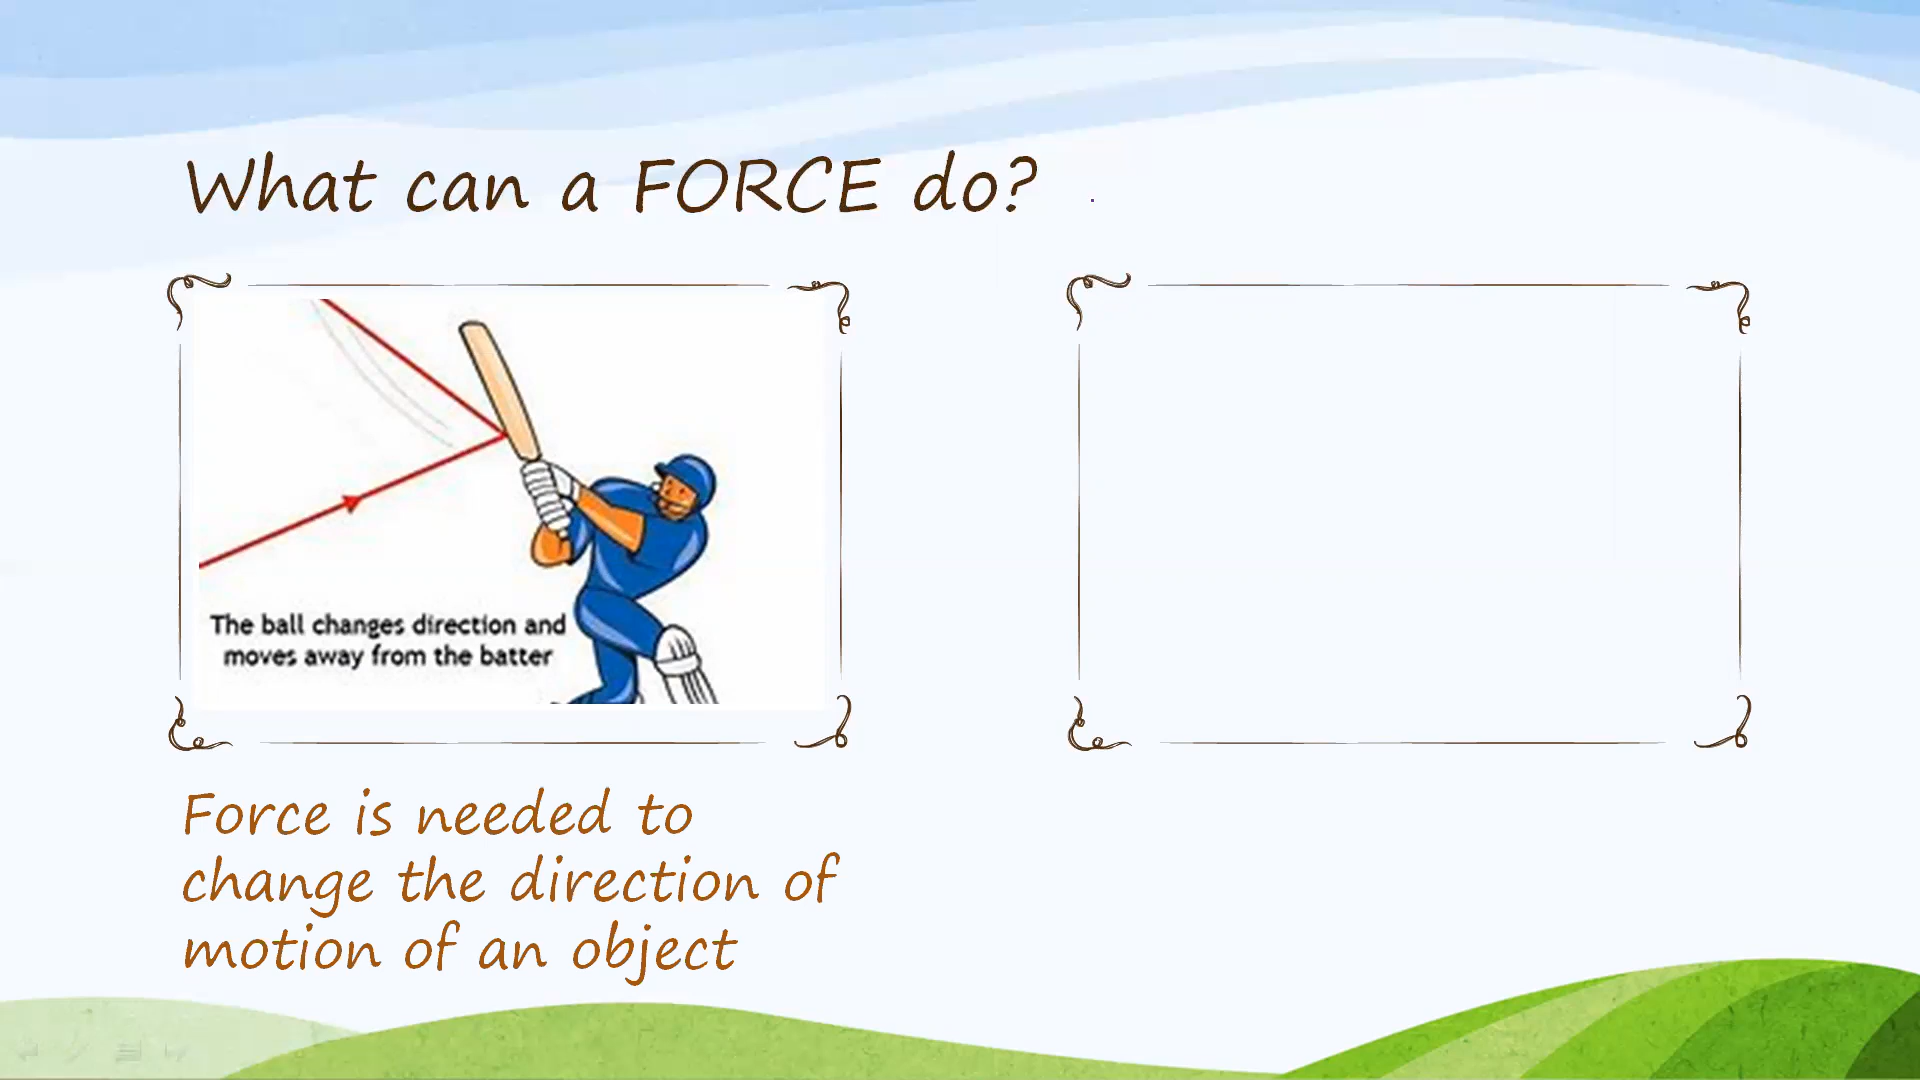 What can a FORCE do?
The ball changes direction and
moves away from the batter
Force is needed to
change the direction of
motion of an object